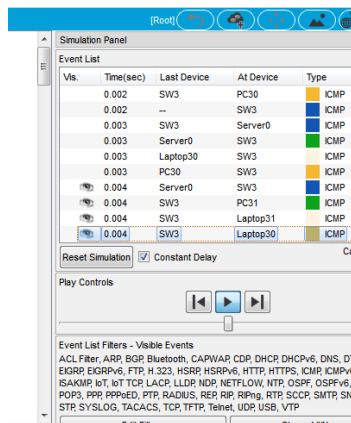 [Root]
Simulation Panel
Event List
Vis. Time(sec) Last Device At Device Type
0.002 SW3 PC30 ICMP
0.002 -- SW3 ICMP
0.003 SW3 Server0 ICMP
0.003 Server0 SW3 ICMP
0.003 Laptop30 SW3 ICMP
0.003 PC30 SW3 ICMP
0.004 Server0 SW3 ICMP
0.004 SW3 PC31 ICMP
0.004 SW3 Laptop31 ICMP
0.004 SW3 Laptop30 ICMP
Reset Simulation Constant Delay Ca
Play Controls
Event List Filters - Visible Events
ACL Filter, ARP, BGP, Bluetooth, CAPWAP, CDP, DHCP, DHCPv6, DNS, DT
EIGRP, EIGRPv6, FTP, H.323, HSRP, HSRPv6, HTTP, HTTPS, ICMP, ICMPv6
ISAKMP, IoT, IoT TCP, LACP, LLDP, NDP, NETFLOW, NTP, OSPF, OSPFv6,
POP3, PPP, PPPoED, PTP, RADIUS, REP, RIP, RIPng, RTP, SCCP, SMTP, SN
STP, SYSLOG, TACACS, TCP, TFTP, Telnet, UDP, USB, VTP